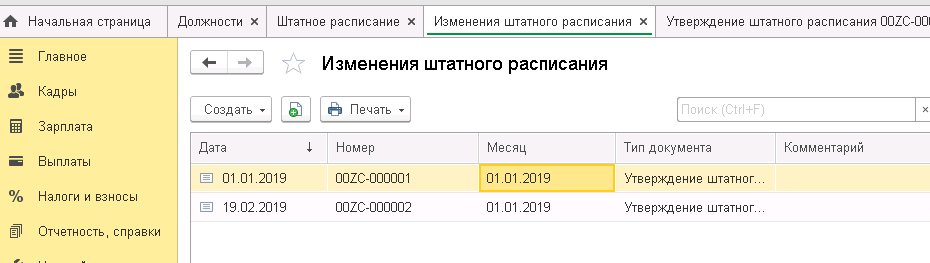 Начальная страница
Должности ×
Штатное расписание ×
Изменения штатного расписания ×
Утверждение штатного расписания 00ZC-00
Главное
Кадры
Зарплата
Выплаты
Налоги и взносы
Отчетность, справки
Изменения штатного расписания
Создать
Печать
Поиск (Ctrl+F)
×
Дата ↓ Номер Месяц Тип документа Комментарий
01.01.2019 00ZC-000001 01.01.2019 Утверждение штатног...
19.02.2019 00ZC-000002 01.01.2019 Утверждение штатног...